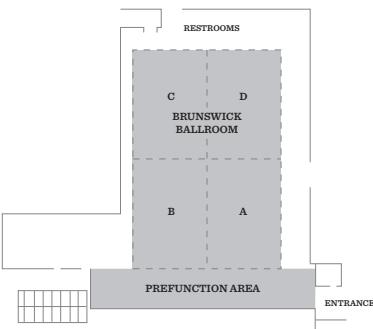 RESTROOMS
C D
BRUNSWICK
BALLROOM
B A
PREFUNCTION AREA
ENTRANCE